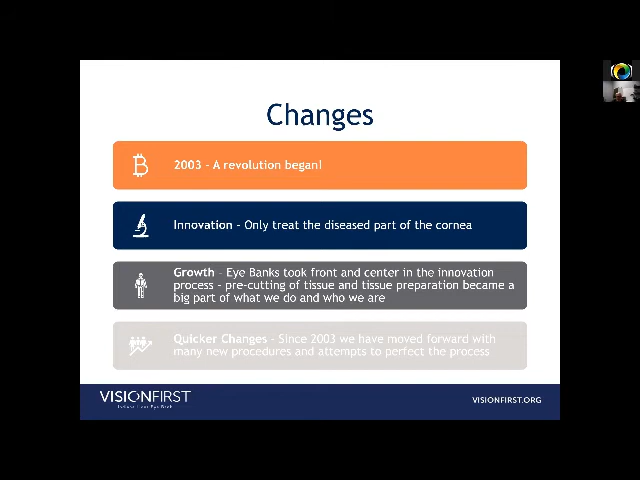 Changes
2003 – A revolution began!
Innovation – Only treat the diseased part of the cornea
Growth – Eye Banks took front and center in the innovation
process – pre-cutting of tissue and tissue preparation became a
big part of what we do and who we are
Quicker Changes – Since 2003 we have moved forward with
many new procedures and attempts to perfect the process
VISIONFIRST
VISIONFIRST.ORG